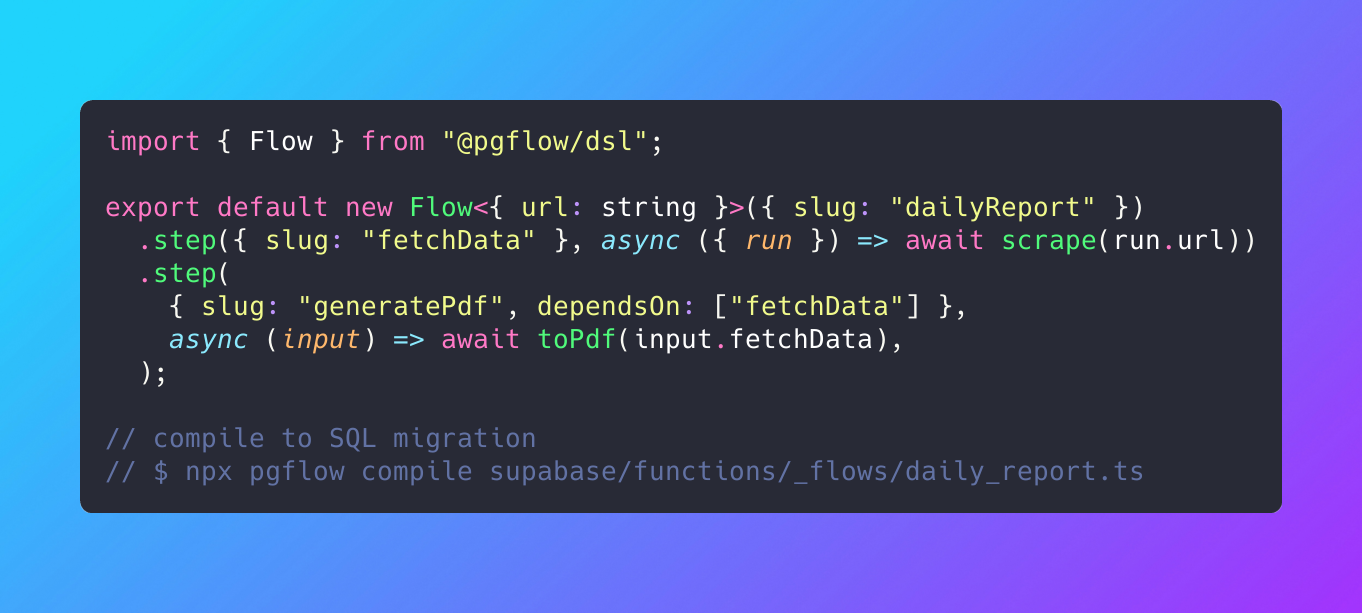 import { Flow } from "@pgflow/dsl";

export default new Flow<{ url: string }>({ slug: "dailyReport" })
  .step({ slug: "fetchData" }, async ({ run }) => await scrape(run.url))
  .step(
    { slug: "generatePdf", dependsOn: ["fetchData"] },
    async (input) => await toPdf(input.fetchData),
  );

// compile to SQL migration
// $ npx pgflow compile supabase/functions/_flows/daily_report.ts